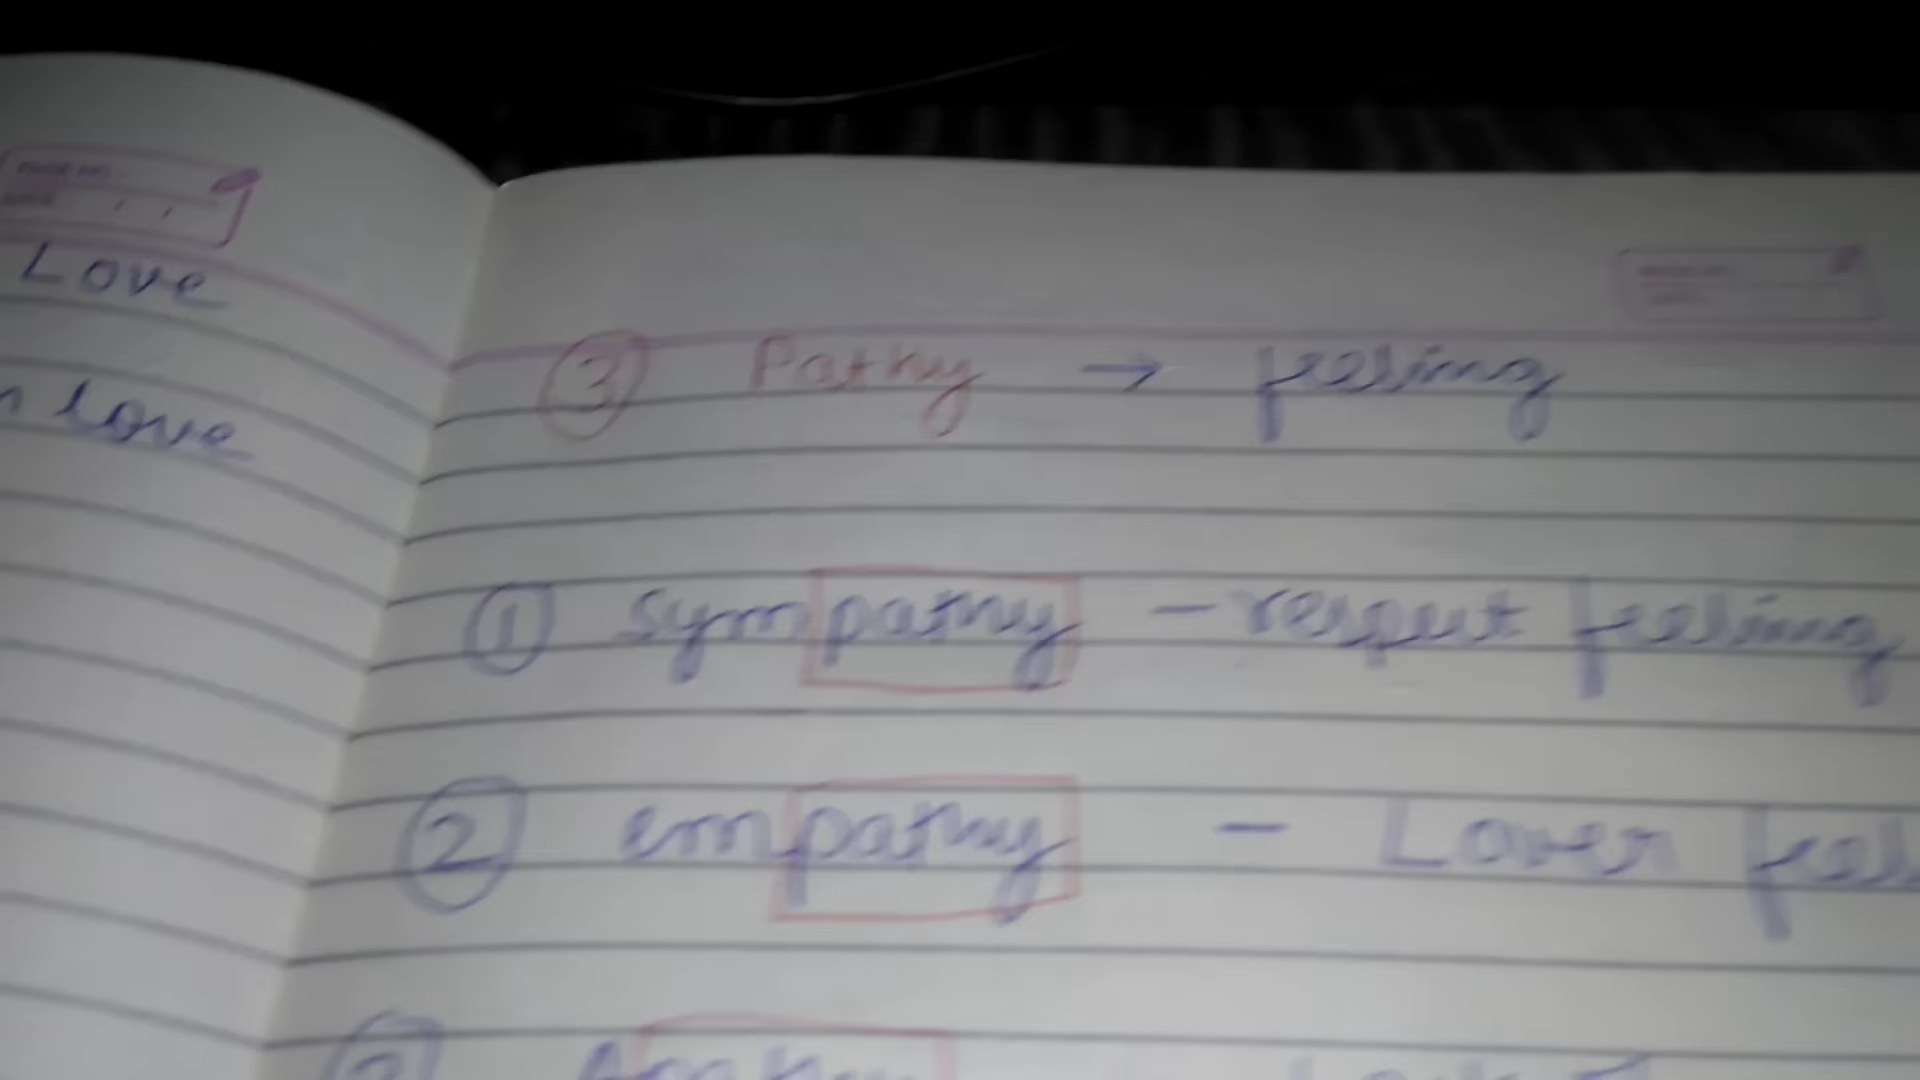 Love
love
③ Pathy → feeling
① sympathy - respect feeling
② empathy - Lover